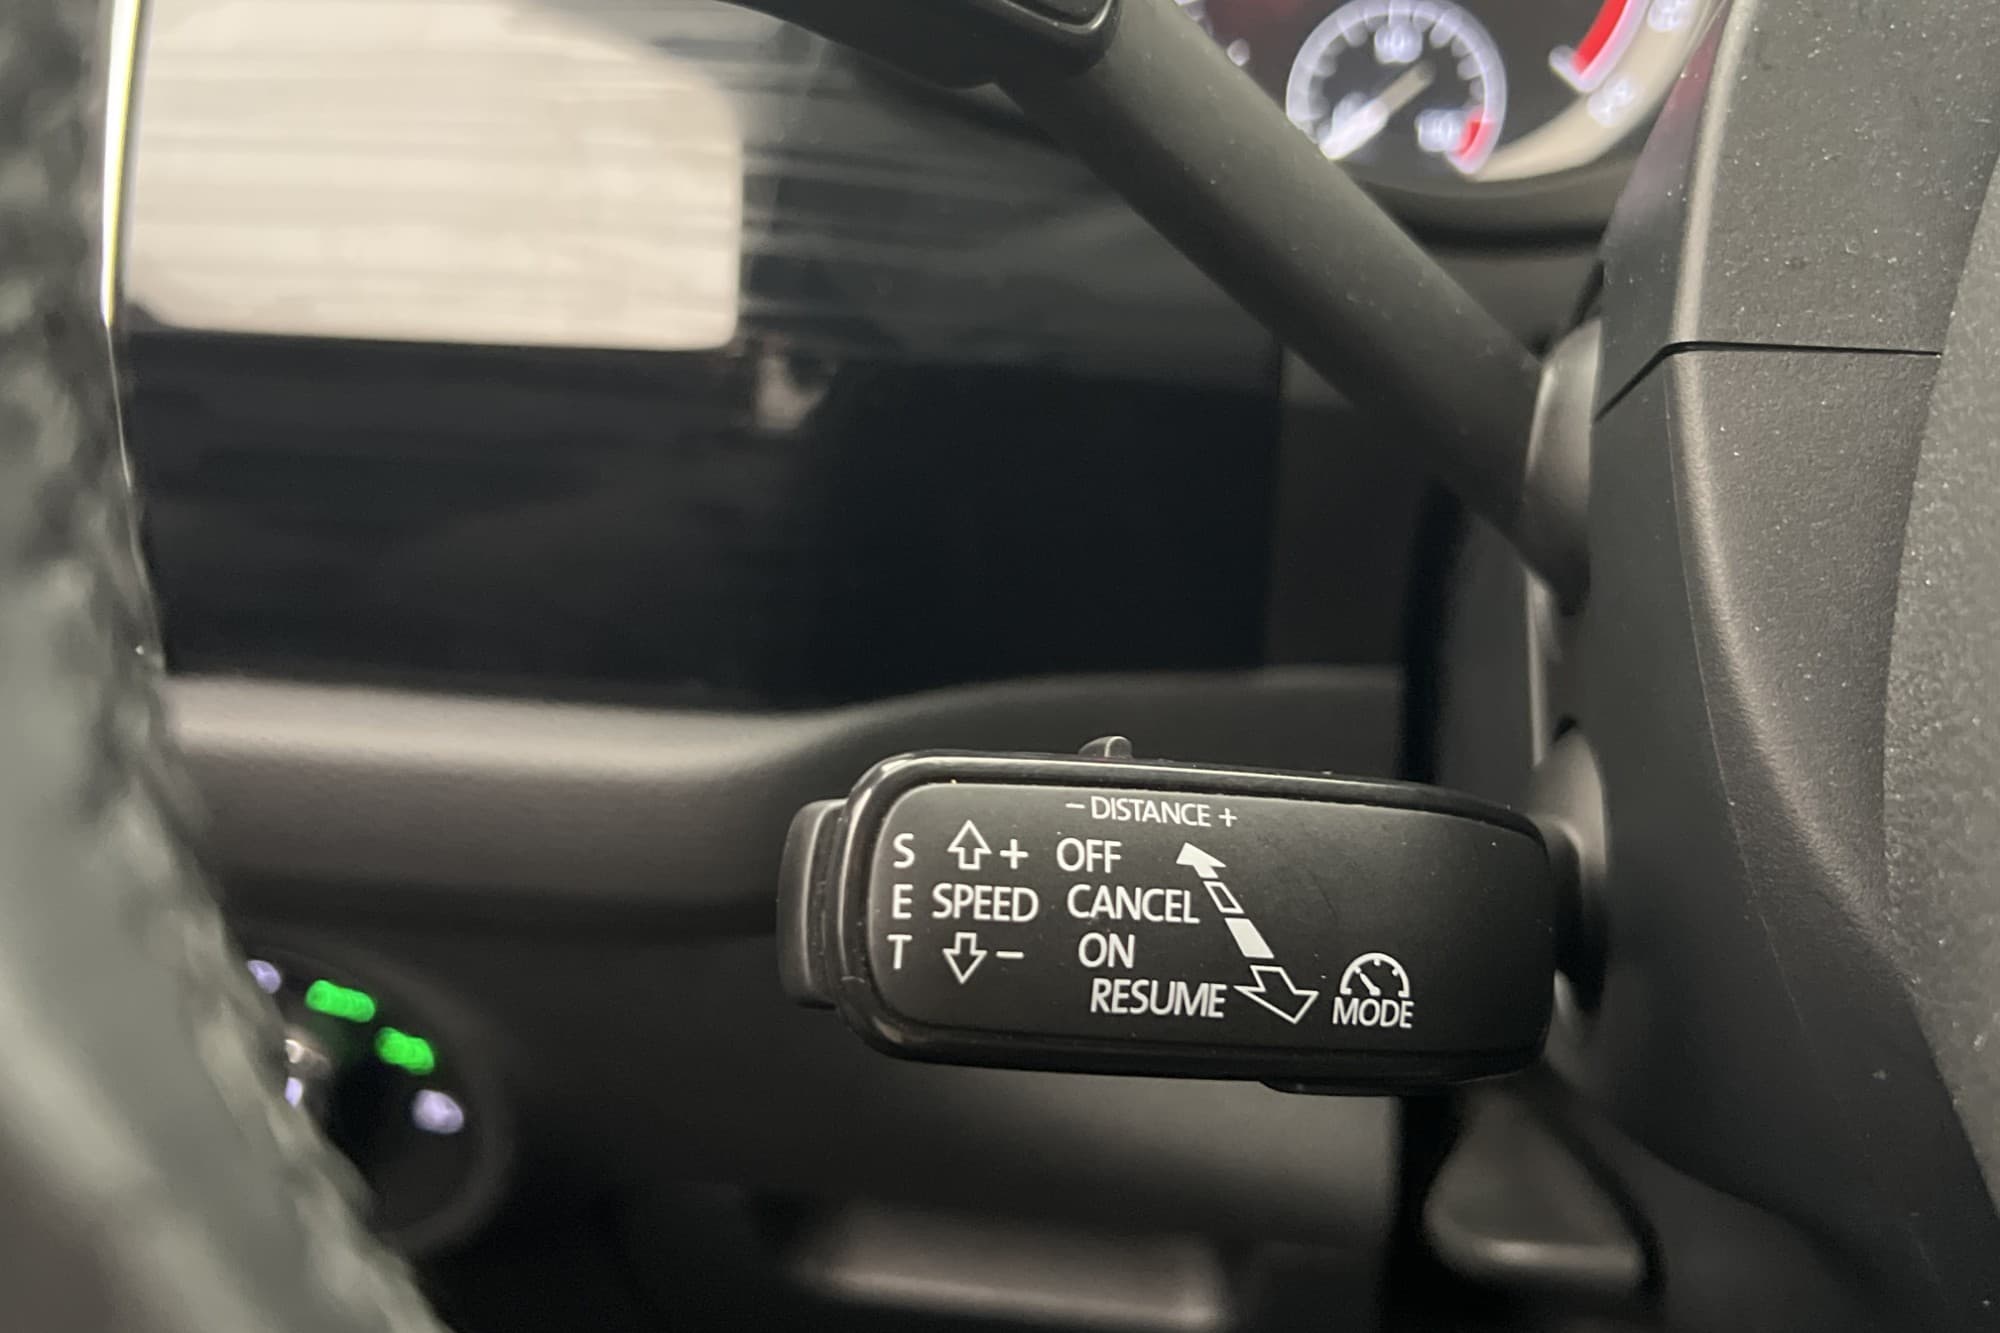 − DISTANCE +
S + OFF
E SPEED CANCEL
T − ON
RESUME
MODE